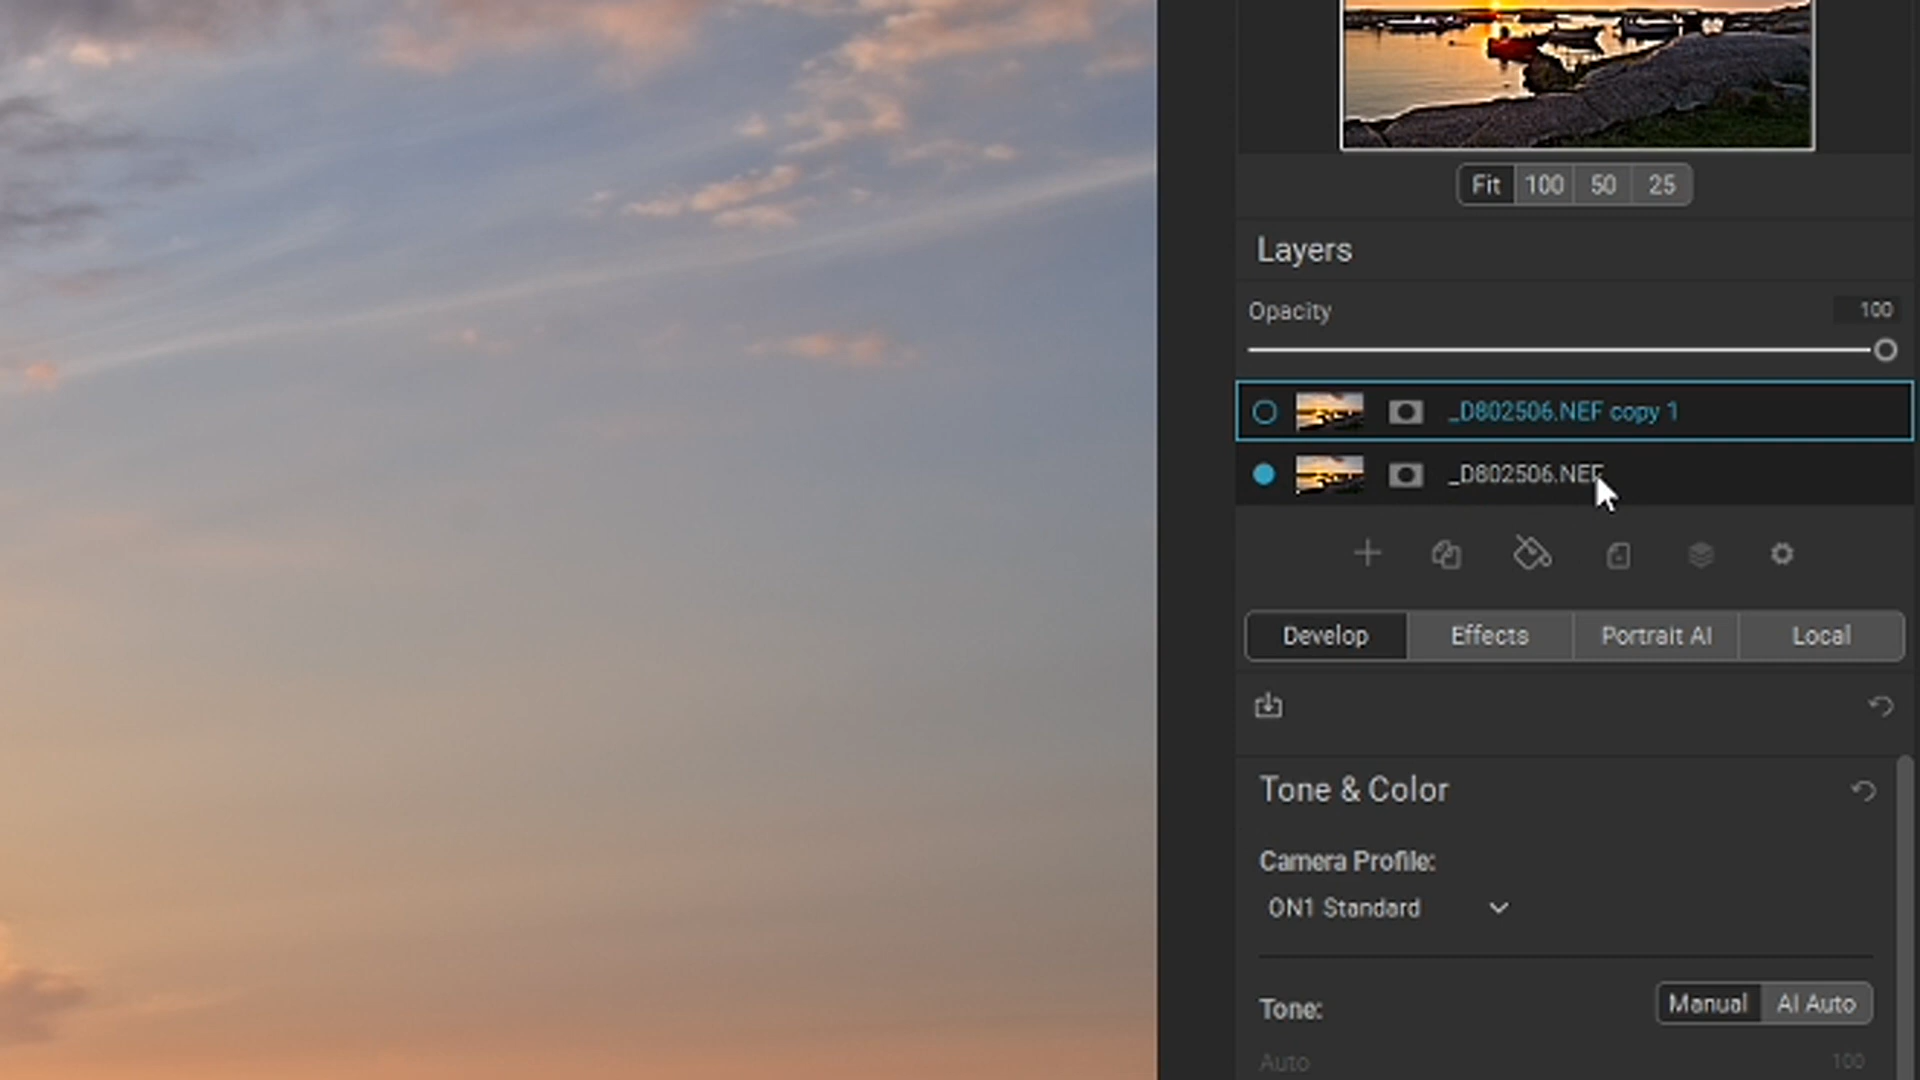 Fit 100 50 25
Layers
Opacity 100
_D802506.NEF copy 1
_D802506.NEF
Develop Effects Portrait AI Local
Tone & Color
Camera Profile:
ON1 Standard
Tone: Manual AI Auto
Auto 100